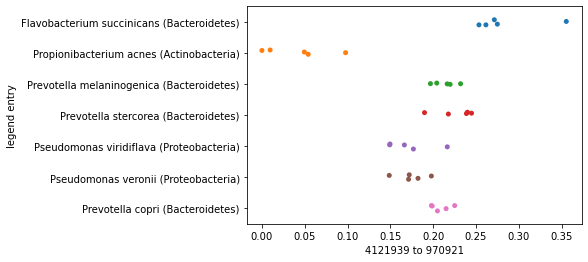 Flavobacterium succinicans (Bacteroidetes)
Propionibacterium acnes (Actinobacteria)
Prevotella melaninogenica (Bacteroidetes)
Prevotella stercorea (Bacteroidetes)
Pseudomonas viridiflava (Proteobacteria)
Pseudomonas veronii (Proteobacteria)
Prevotella copri (Bacteroidetes)
legend entry
0.00 0.05 0.10 0.15 0.20 0.25 0.30 0.35
4121939 to 970921